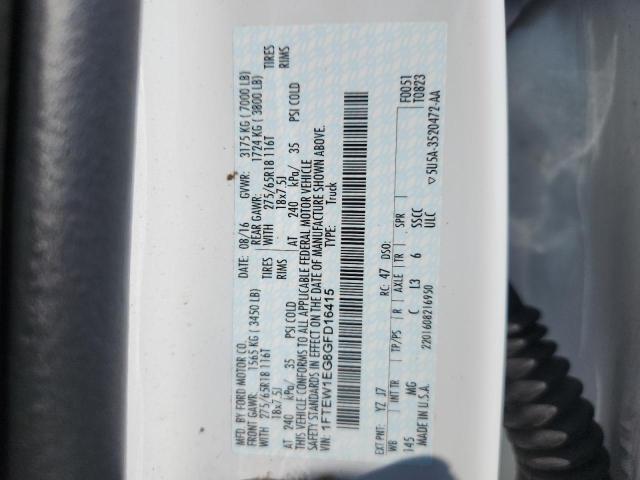 MFD. BY FORD MOTOR CO.
DATE: 08/16 GVWR: 3175 KG ( 7000 LB)
FRONT GAWR: 1565 KG ( 3450 LB) REAR GAWR: 1724 KG ( 3800 LB)
WITH 275/65R18 116T TIRES WITH 275/65R18 116T TIRES
18x7.5J RIMS 18x7.5J RIMS
AT 240 kPa/ 35 PSI COLD AT 240 kPa/ 35 PSI COLD
THIS VEHICLE CONFORMS TO ALL APPLICABLE FEDERAL MOTOR VEHICLE
SAFETY STANDARDS IN EFFECT ON THE DATE OF MANUFACTURE SHOWN ABOVE.
VIN: 1FTEW1EG8GFD16415 TYPE: Truck
EXT PNT: YZ J7 RC: 47 DSO: F0051
WB INT TR TP/PS R AXLE TR SPR T0823
145 MG C L3 6 SSCC
MADE IN U.S.A. 2201608216950 ULC
▽ 5U5A-3520472-AA